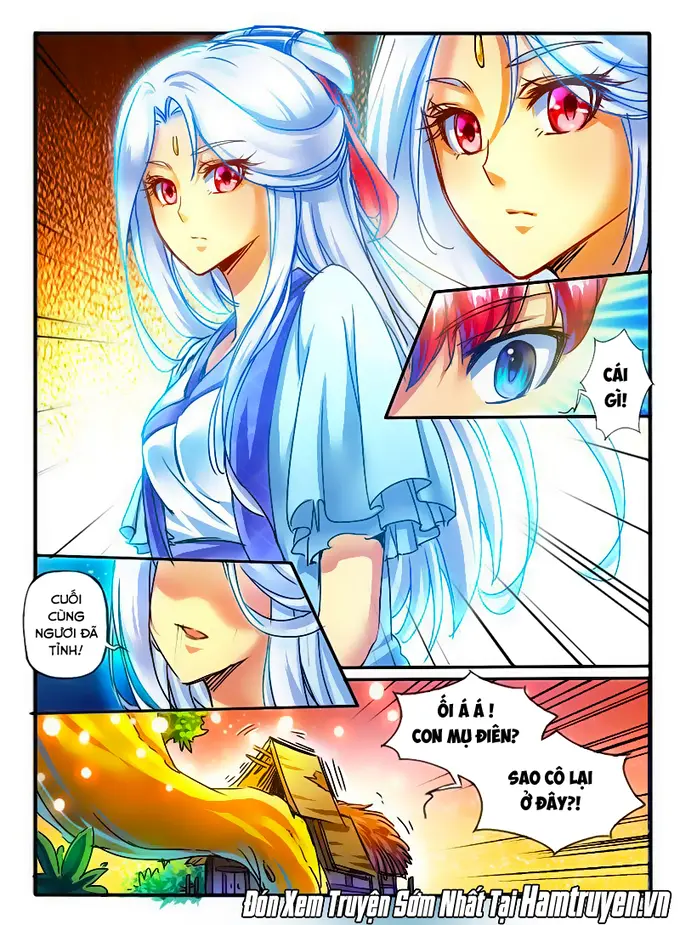 CÁI
GÌ!
CUỐI
CÙNG
NGƯƠI ĐÃ
TỈNH!
ỐI Á Á!
CON MỤ ĐIÊN?
SAO CÔ LẠI
Ở ĐÂY?!
Đón Xem Truyện Sớm Nhất Tại Hamtruyen.vn